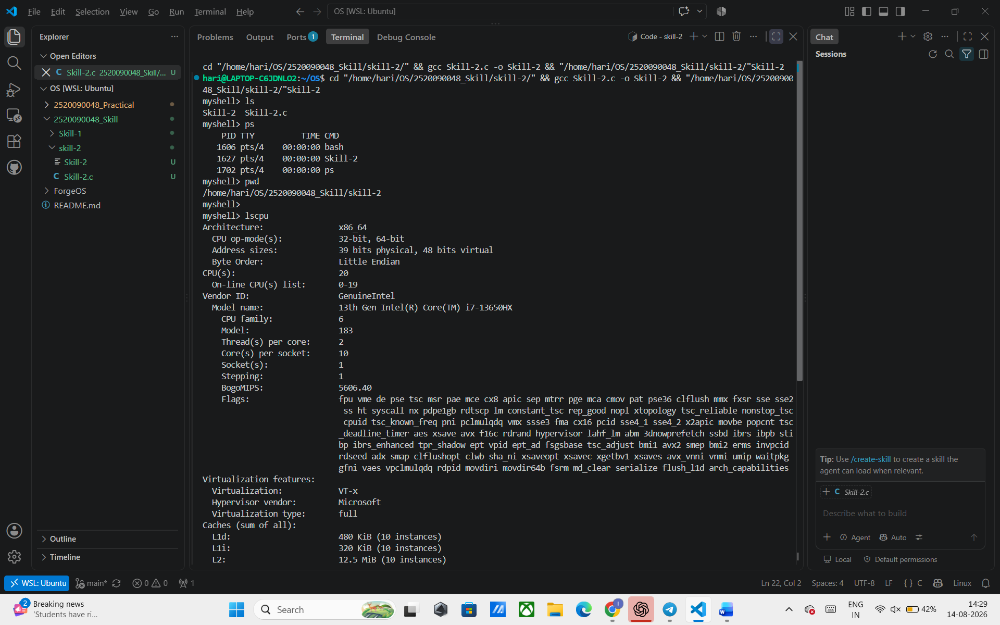 File Edit Selection View Go Run Terminal Help
OS [WSL: Ubuntu]
Explorer
Open Editors
Skill-2.c 2520090048_Skill/... U
OS [WSL: Ubuntu]
2520090048_Practical
2520090048_Skill
Skill-1
skill-2
Skill-2 U
C Skill-2.c U
ForgeOS
README.md
Outline
Timeline
Problems Output Ports 1 Terminal Debug Console
Code - skill-2
cd "/home/hari/OS/2520090048_Skill/skill-2/" && gcc Skill-2.c -o Skill-2 && "/home/hari/OS/2520090048_Skill/skill-2/"Skill-2
hari@LAPTOP-C6JDNLO2:~/OS$ cd "/home/hari/OS/2520090048_Skill/skill-2/" && gcc Skill-2.c -o Skill-2 && "/home/hari/OS/25200900
48_Skill/skill-2/"Skill-2
myshell> ls
Skill-2  Skill-2.c
myshell> ps
PID TTY          TIME CMD
1606 pts/4    00:00:00 bash
1627 pts/4    00:00:00 Skill-2
1702 pts/4    00:00:00 ps
myshell> pwd
/home/hari/OS/2520090048_Skill/skill-2
myshell>
myshell> lscpu
Architecture: x86_64
CPU op-mode(s): 32-bit, 64-bit
Address sizes: 39 bits physical, 48 bits virtual
Byte Order: Little Endian
CPU(s): 20
On-line CPU(s) list: 0-19
Vendor ID: GenuineIntel
Model name: 13th Gen Intel(R) Core(TM) i7-13650HX
CPU family: 6
Model: 183
Thread(s) per core: 2
Core(s) per socket: 10
Socket(s): 1
Stepping: 1
BogoMIPS: 5606.40
Flags: fpu vme de pse tsc msr pae mce cx8 apic sep mtrr pge mca cmov pat pse36 clflush mmx fxsr sse sse2
ss ht syscall nx pdpe1gb rdtscp lm constant_tsc rep_good nopl xtopology tsc_reliable nonstop_tsc
cpuid tsc_known_freq pni pclmulqdq vmx ssse3 fma cx16 pcid sse4_1 sse4_2 x2apic movbe popcnt tsc
_deadline_timer aes xsave avx f16c rdrand hypervisor lahf_lm abm 3dnowprefetch ssbd ibrs ibpb sti
bp ibrs_enhanced tpr_shadow ept vpid ept_ad fsgsbase tsc_adjust bmi1 avx2 smep bmi2 erms invpcid
rdseed adx smap clflushopt clwb sha_ni xsaveopt xsavec xgetbv1 xsaves avx_vnni vnmi umip waitpkg
gfni vaes vpclmulqdq rdpid movdiri movdir64b fsrm md_clear serialize flush_l1d arch_capabilities
Virtualization features:
Virtualization: VT-x
Hypervisor vendor: Microsoft
Virtualization type: full
Caches (sum of all):
L1d: 480 KiB (10 instances)
L1i: 320 KiB (10 instances)
L2: 12.5 MiB (10 instances)
Chat
Sessions
Tip: Use /create-skill to create a skill the
agent can load when relevant.
C Skill-2.c
Describe what to build
Agent Auto
Local Default permissions
WSL: Ubuntu main* 0 0 1
Ln 22, Col 2 Spaces: 4 UTF-8 LF { } C Linux
2 Breaking news
'Students have ri...
Search
ENG
IN
42%
14:29
14-08-2026